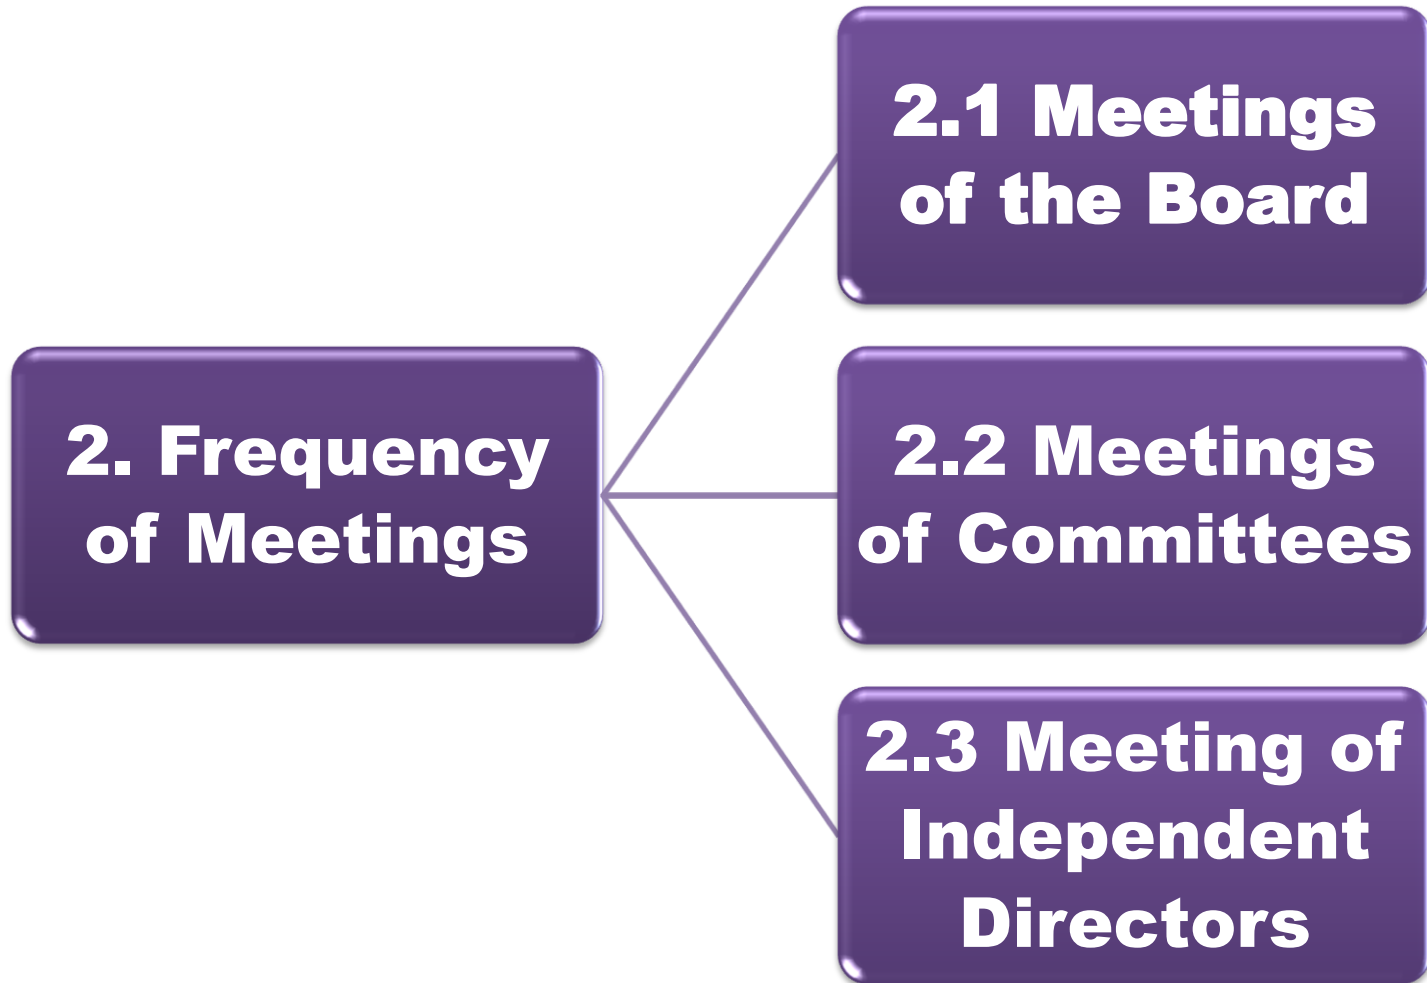 2. Frequency
of Meetings
2.1 Meetings
of the Board
2.2 Meetings
of Committees
2.3 Meeting of
Independent
Directors